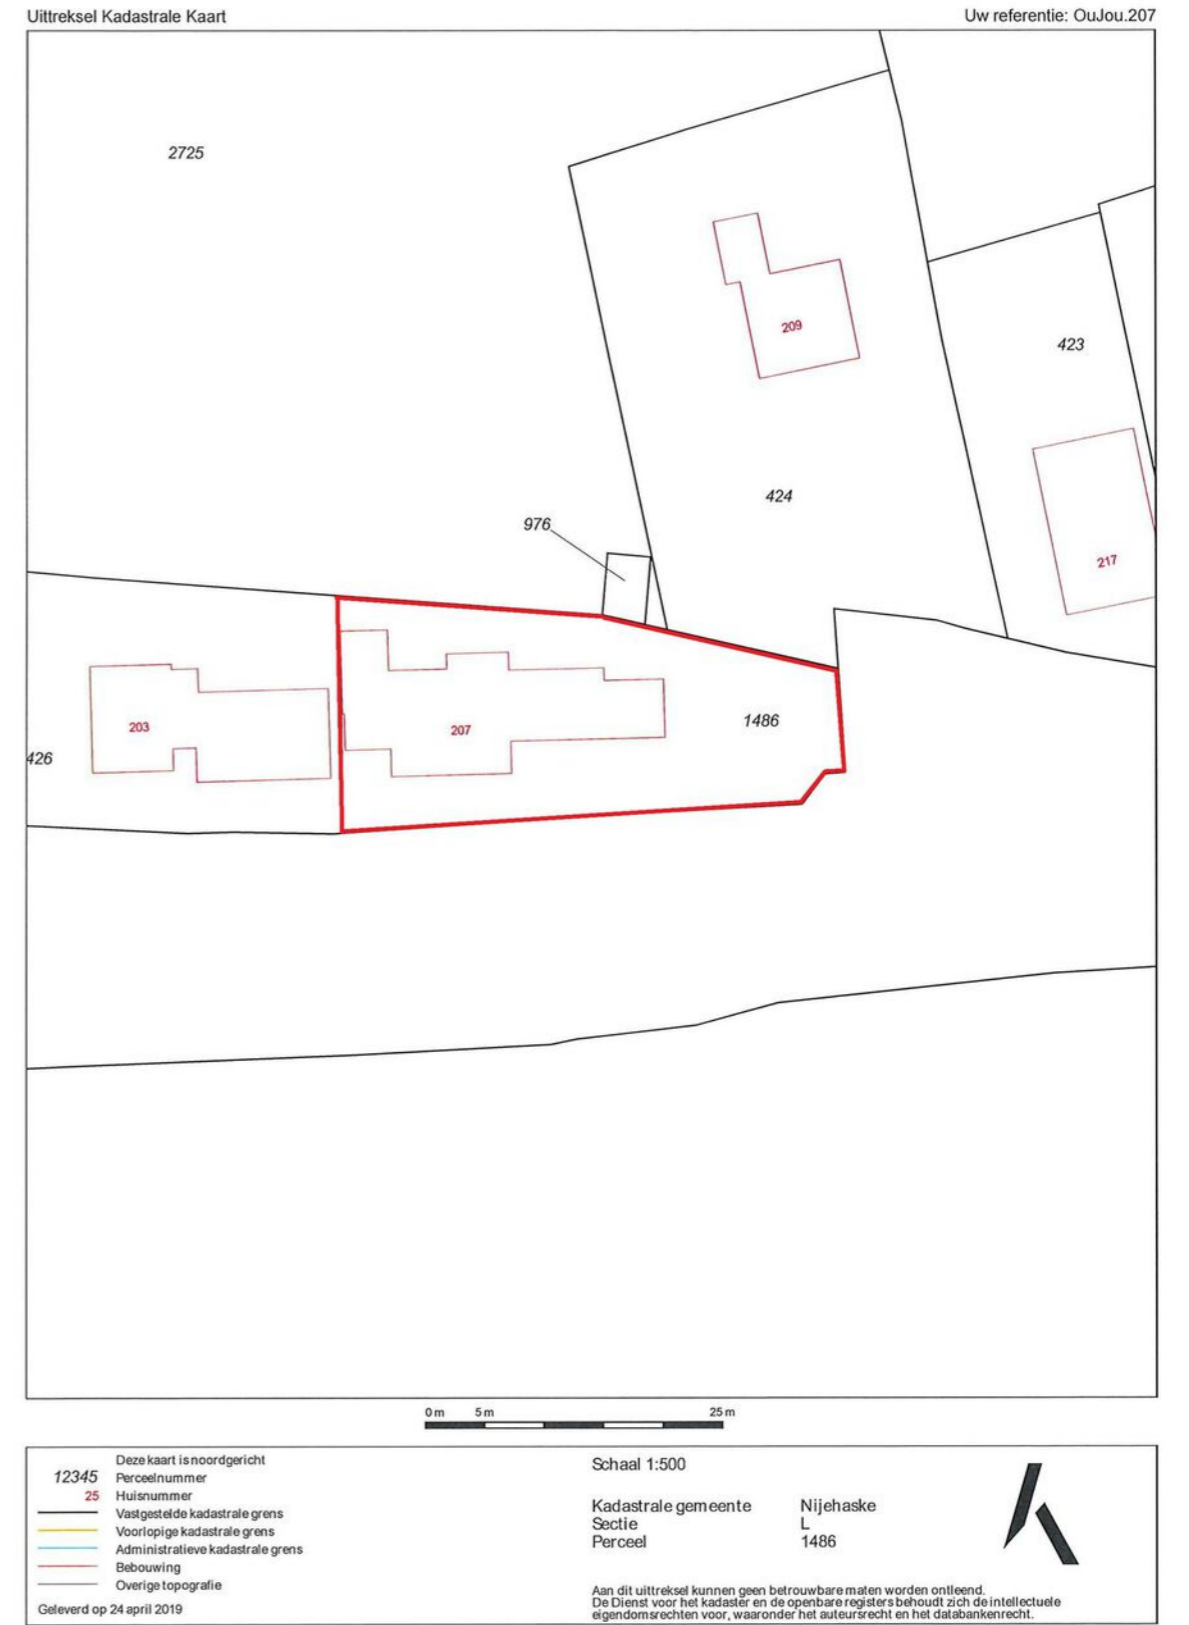 Uittreksel Kadastrale Kaart
Uw referentie: OuJou.207
2725
209
423
424
976
217
203
207
1486
426
0 m 5 m 25 m
Deze kaart is noordgericht
12345 Perceelnummer
25 Huisnummer
Vastgestelde kadastrale grens
Voorlopige kadastrale grens
Administratieve kadastrale grens
Bebouwing
Overige topografie
Geleverd op 24 april 2019
Schaal 1:500
Kadastrale gemeente Nijehaske
Sectie L
Perceel 1486
Aan dit uittreksel kunnen geen betrouwbare maten worden ontleend.
De Dienst voor het kadaster en de openbare registers behoudt zich de intellectuele
eigendomsrechten voor, waaronder het auteursrecht en het databankenrecht.